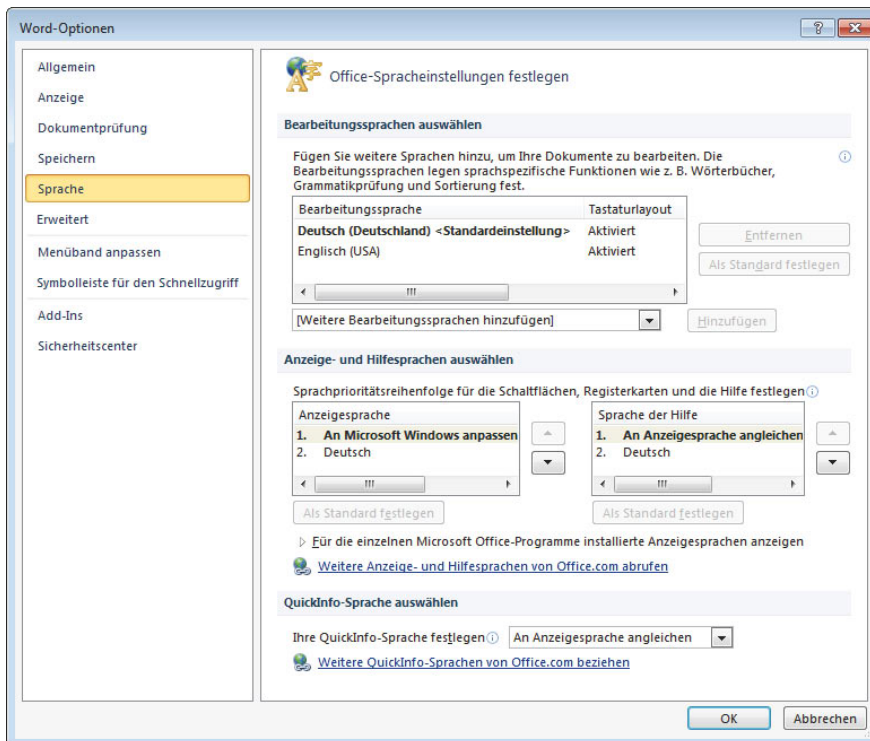 Word-Optionen
Allgemein
Anzeige
Dokumentprüfung
Speichern
Sprache
Erweitert
Menüband anpassen
Symbolleiste für den Schnellzugriff
Add-Ins
Sicherheitscenter
Office-Spracheinstellungen festlegen
Bearbeitungssprachen auswählen
Fügen Sie weitere Sprachen hinzu, um Ihre Dokumente zu bearbeiten. Die
Bearbeitungssprachen legen sprachspezifische Funktionen wie z. B. Wörterbücher,
Grammatikprüfung und Sortierung fest.
Bearbeitungssprache Tastaturlayout
Deutsch (Deutschland) <Standardeinstellung> Aktiviert
Englisch (USA) Aktiviert
Entfernen
Als Standard festlegen
[Weitere Bearbeitungssprachen hinzufügen] Hinzufügen
Anzeige- und Hilfesprachen auswählen
Sprachprioritätsreihenfolge für die Schaltflächen, Registerkarten und die Hilfe festlegen
Anzeigesprache
1. An Microsoft Windows anpassen
2. Deutsch
Als Standard festlegen
Sprache der Hilfe
1. An Anzeigesprache angleichen
2. Deutsch
Als Standard festlegen
Für die einzelnen Microsoft Office-Programme installierte Anzeigesprachen anzeigen
Weitere Anzeige- und Hilfesprachen von Office.com abrufen
QuickInfo-Sprache auswählen
Ihre QuickInfo-Sprache festlegen An Anzeigesprache angleichen
Weitere QuickInfo-Sprachen von Office.com beziehen
OK Abbrechen